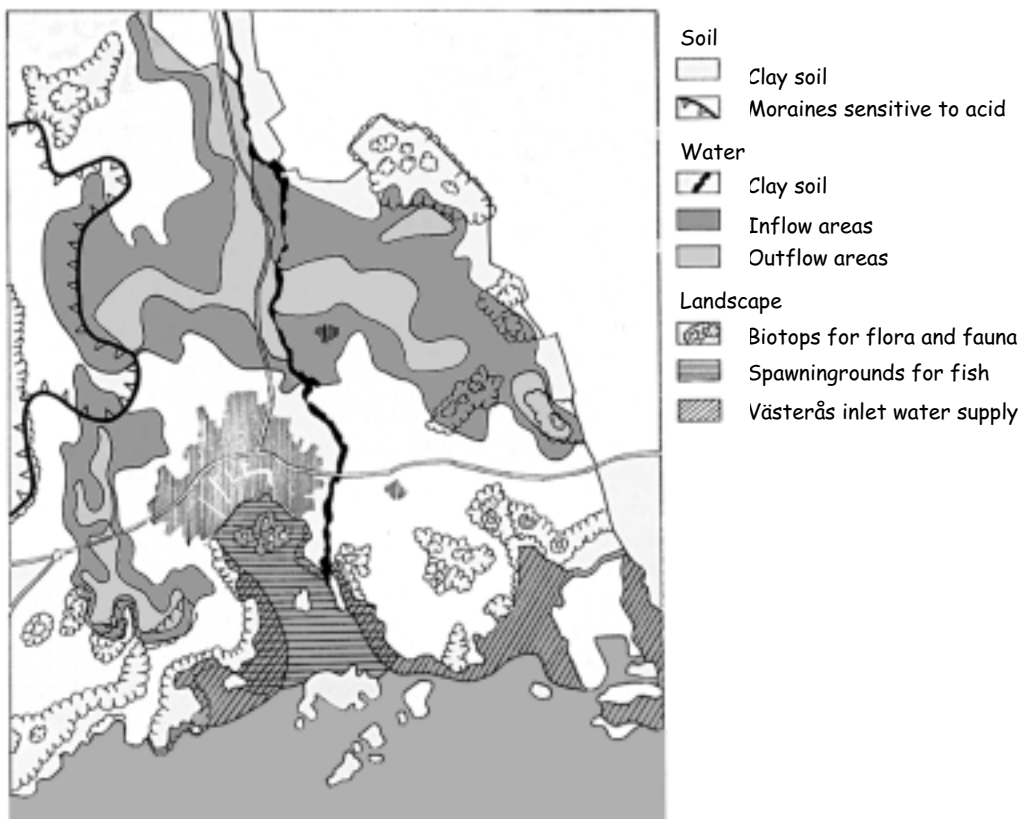 Soil
Clay soil
Moraines sensitive to acid
Water
Clay soil
Inflow areas
Outflow areas
Landscape
Biotops for flora and fauna
Spawningrounds for fish
Västerås inlet water supply